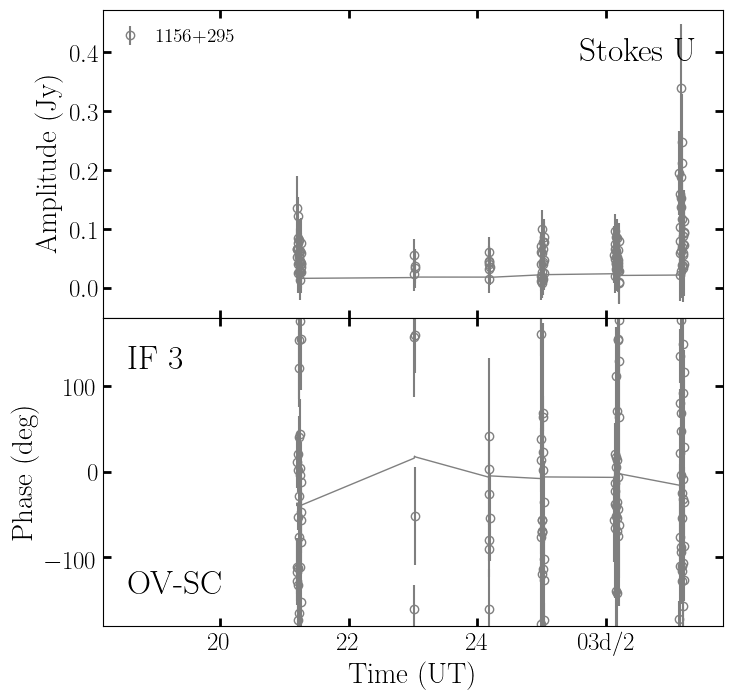 1156+295
Stokes U
Amplitude (Jy)
0.4
0.3
0.2
0.1
0.0
IF 3
Phase (deg)
100
0
−100
OV-SC
20 22 24 03d/2
Time (UT)